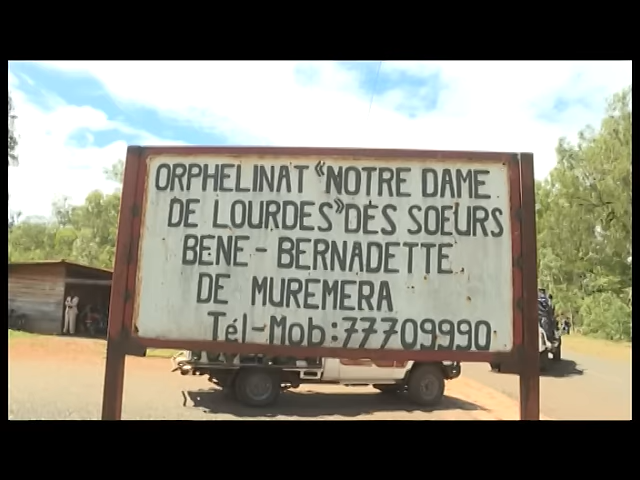 ORPHELINAT "NOTRE DAME
DE LOURDES" DES SOEURS
BENE-BERNADETTE
DE MUREMERA
Tél-Mob: 77709990